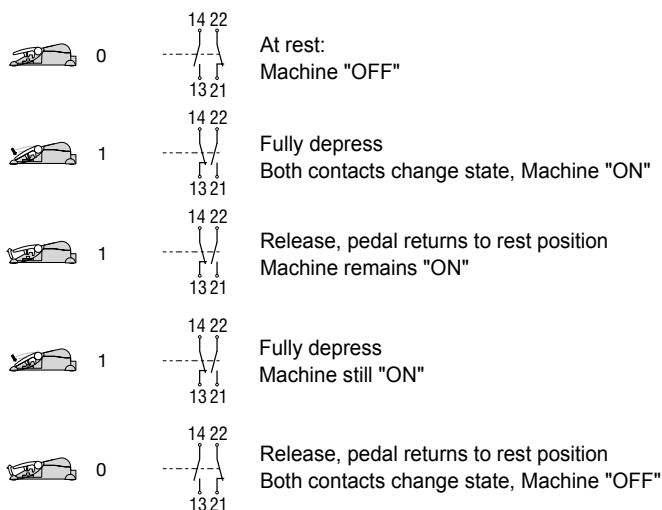 14 22
0
At rest:
Machine "OFF"
13 21
14 22
1
Fully depress
Both contacts change state, Machine "ON"
13 21
14 22
1
Release, pedal returns to rest position
Machine remains "ON"
13 21
14 22
1
Fully depress
Machine still "ON"
13 21
14 22
0
Release, pedal returns to rest position
Both contacts change state, Machine "OFF"
13 21